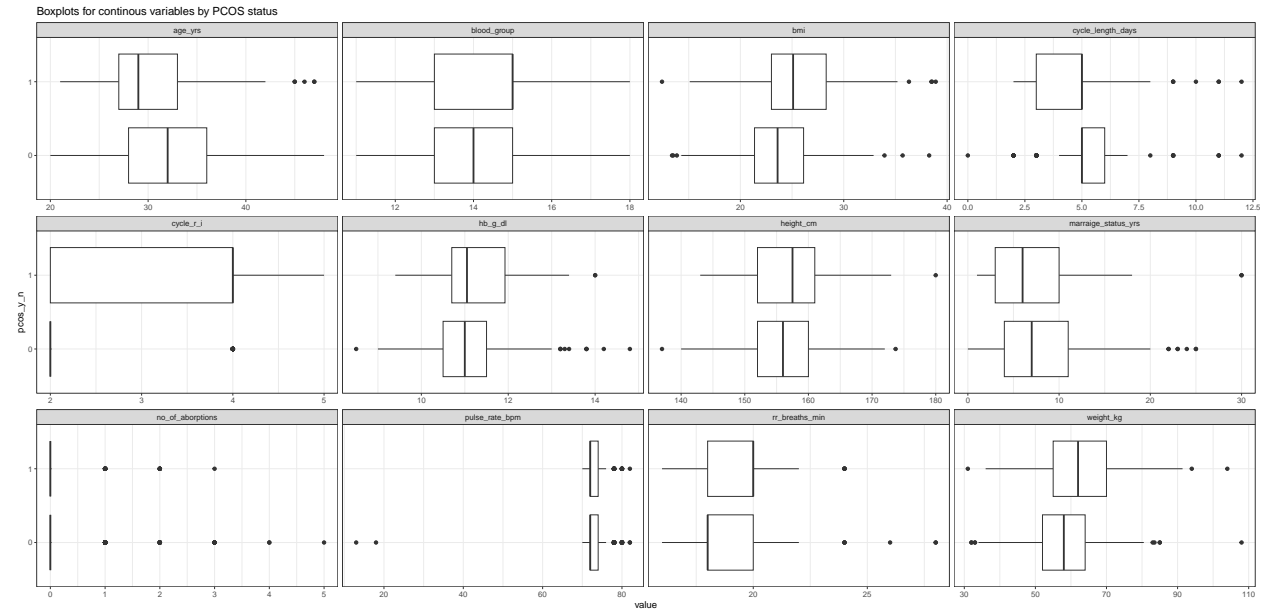 Boxplots for continous variables by PCOS status
age_yrs blood_group bmi cycle_length_days
1
0
20 30 40 12 14 16 18 20 30 40 0.0 2.5 5.0 7.5 10.0 12.5
cycle_r_i hb_g_dl height_cm marraige_status_yrs
1
0
2 3 4 5 10 12 14 140 150 160 170 180 0 10 20 30
pcos_y_n
no_of_aborptions pulse_rate_bpm rr_breaths_min weight_kg
1
0
0 1 2 3 4 5 20 40 60 80 20 25 30 50 70 90 110
value